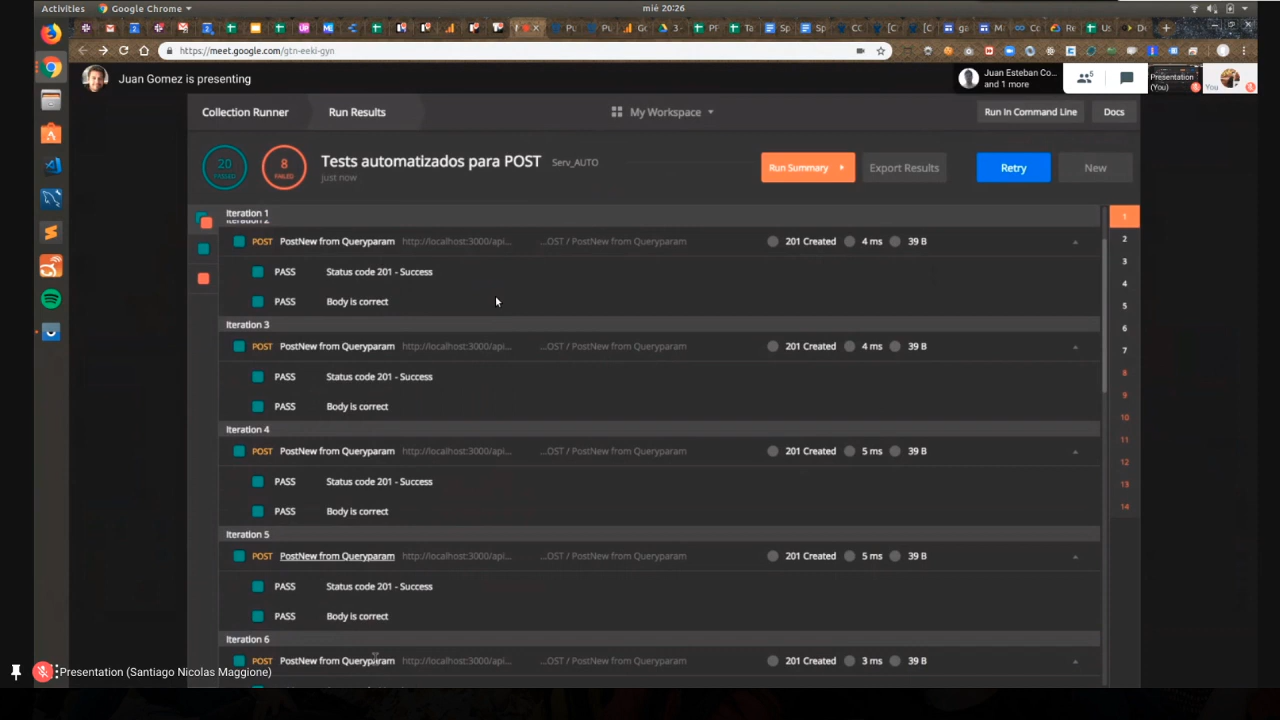 Activities
Google Chrome
mié 20:26
https://meet.google.com/gtn-eeki-gyn
Juan Gomez is presenting
Juan Esteban Co...
and 1 more
6
Presentation
(You)
You
Collection Runner
Run Results
My Workspace
Run In Command Line
Docs
20
PASSED
8
FAILED
Tests automatizados para POST
Serv_AUTO
just now
Run Summary
Export Results
Retry
New
Iteration 1
Iteration 2
POST PostNew from Queryparam http://localhost:3000/api... ...OST / PostNew from Queryparam 201 Created 4 ms 39 B
PASS Status code 201 - Success
PASS Body is correct
Iteration 3
POST PostNew from Queryparam http://localhost:3000/api... ...OST / PostNew from Queryparam 201 Created 4 ms 39 B
PASS Status code 201 - Success
PASS Body is correct
Iteration 4
POST PostNew from Queryparam http://localhost:3000/api... ...OST / PostNew from Queryparam 201 Created 5 ms 39 B
PASS Status code 201 - Success
PASS Body is correct
Iteration 5
POST PostNew from Queryparam http://localhost:3000/api... ...OST / PostNew from Queryparam 201 Created 5 ms 39 B
PASS Status code 201 - Success
PASS Body is correct
Iteration 6
POST PostNew from Queryparam http://localhost:3000/api... ...OST / PostNew from Queryparam 201 Created 3 ms 39 B
1
2
3
4
5
6
7
8
9
10
11
12
13
14
Presentation (Santiago Nicolas Maggione)